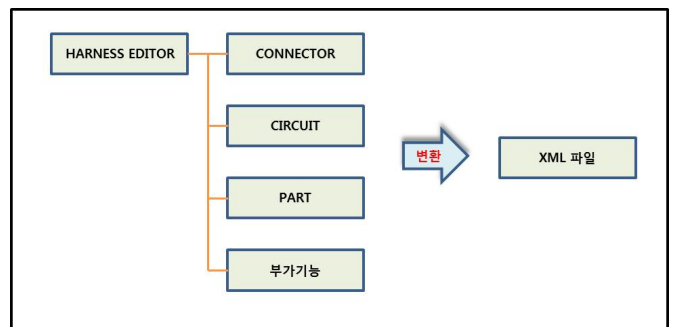 HARNESS EDITOR
CONNECTOR
CIRCUIT
변환
XML 파일
PART
부가기능